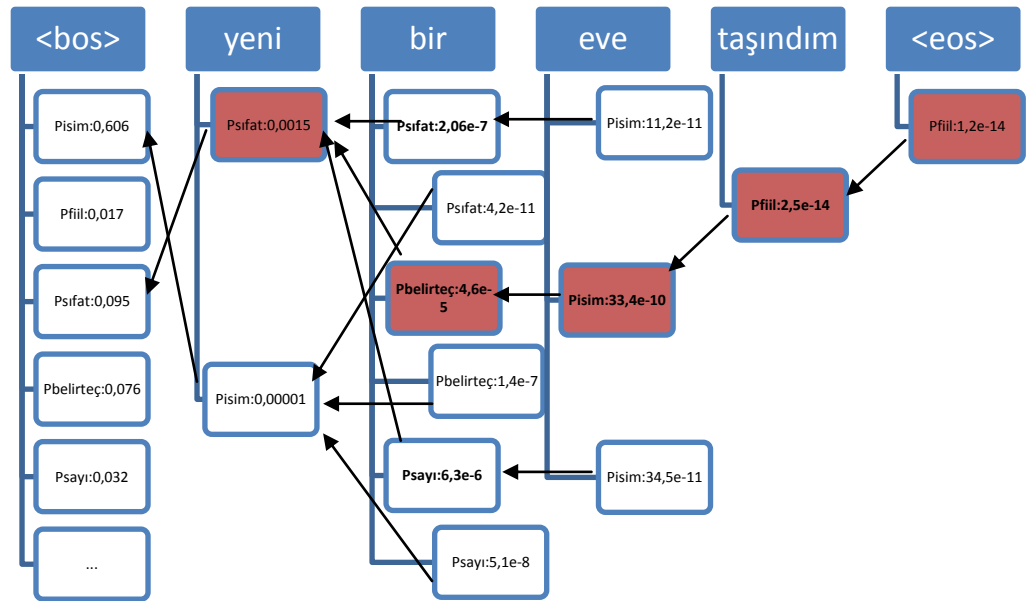 <bos>
yeni
bir
eve
taşındım
<eos>
Pisim:0,606
Pfiil:0,017
Psıfat:0,095
Pbelirteç:0,076
Psayı:0,032
...
Psıfat:0,0015
Pisim:0,00001
Psıfat:2,06e-7
Psıfat:4,2e-11
Pbelirteç:4,6e-
5
Pbelirteç:1,4e-7
Psayı:6,3e-6
Psayı:5,1e-8
Pisim:11,2e-11
Pisim:33,4e-10
Pisim:34,5e-11
Pfiil:2,5e-14
Pfiil:1,2e-14